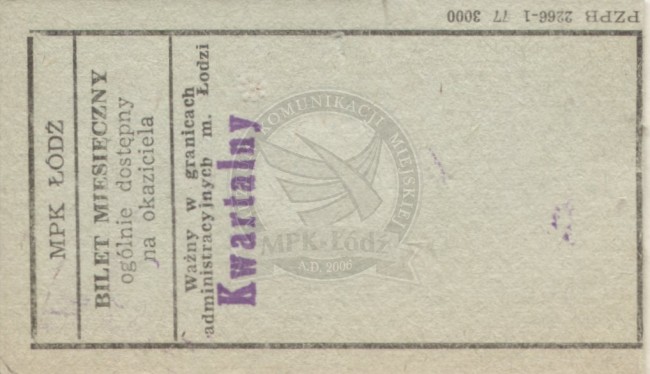 MPK ŁÓDŹ
BILET MIESIĘCZNY
ogólnie dostępny
na okaziciela
Ważny w granicach
administracyjnych m. Łodzi
Kwartalny
PZPB 2266-1 77 3000
KOMUNIKACJI MIEJSKIEJ
MPK-Łódź
A.D. 2006